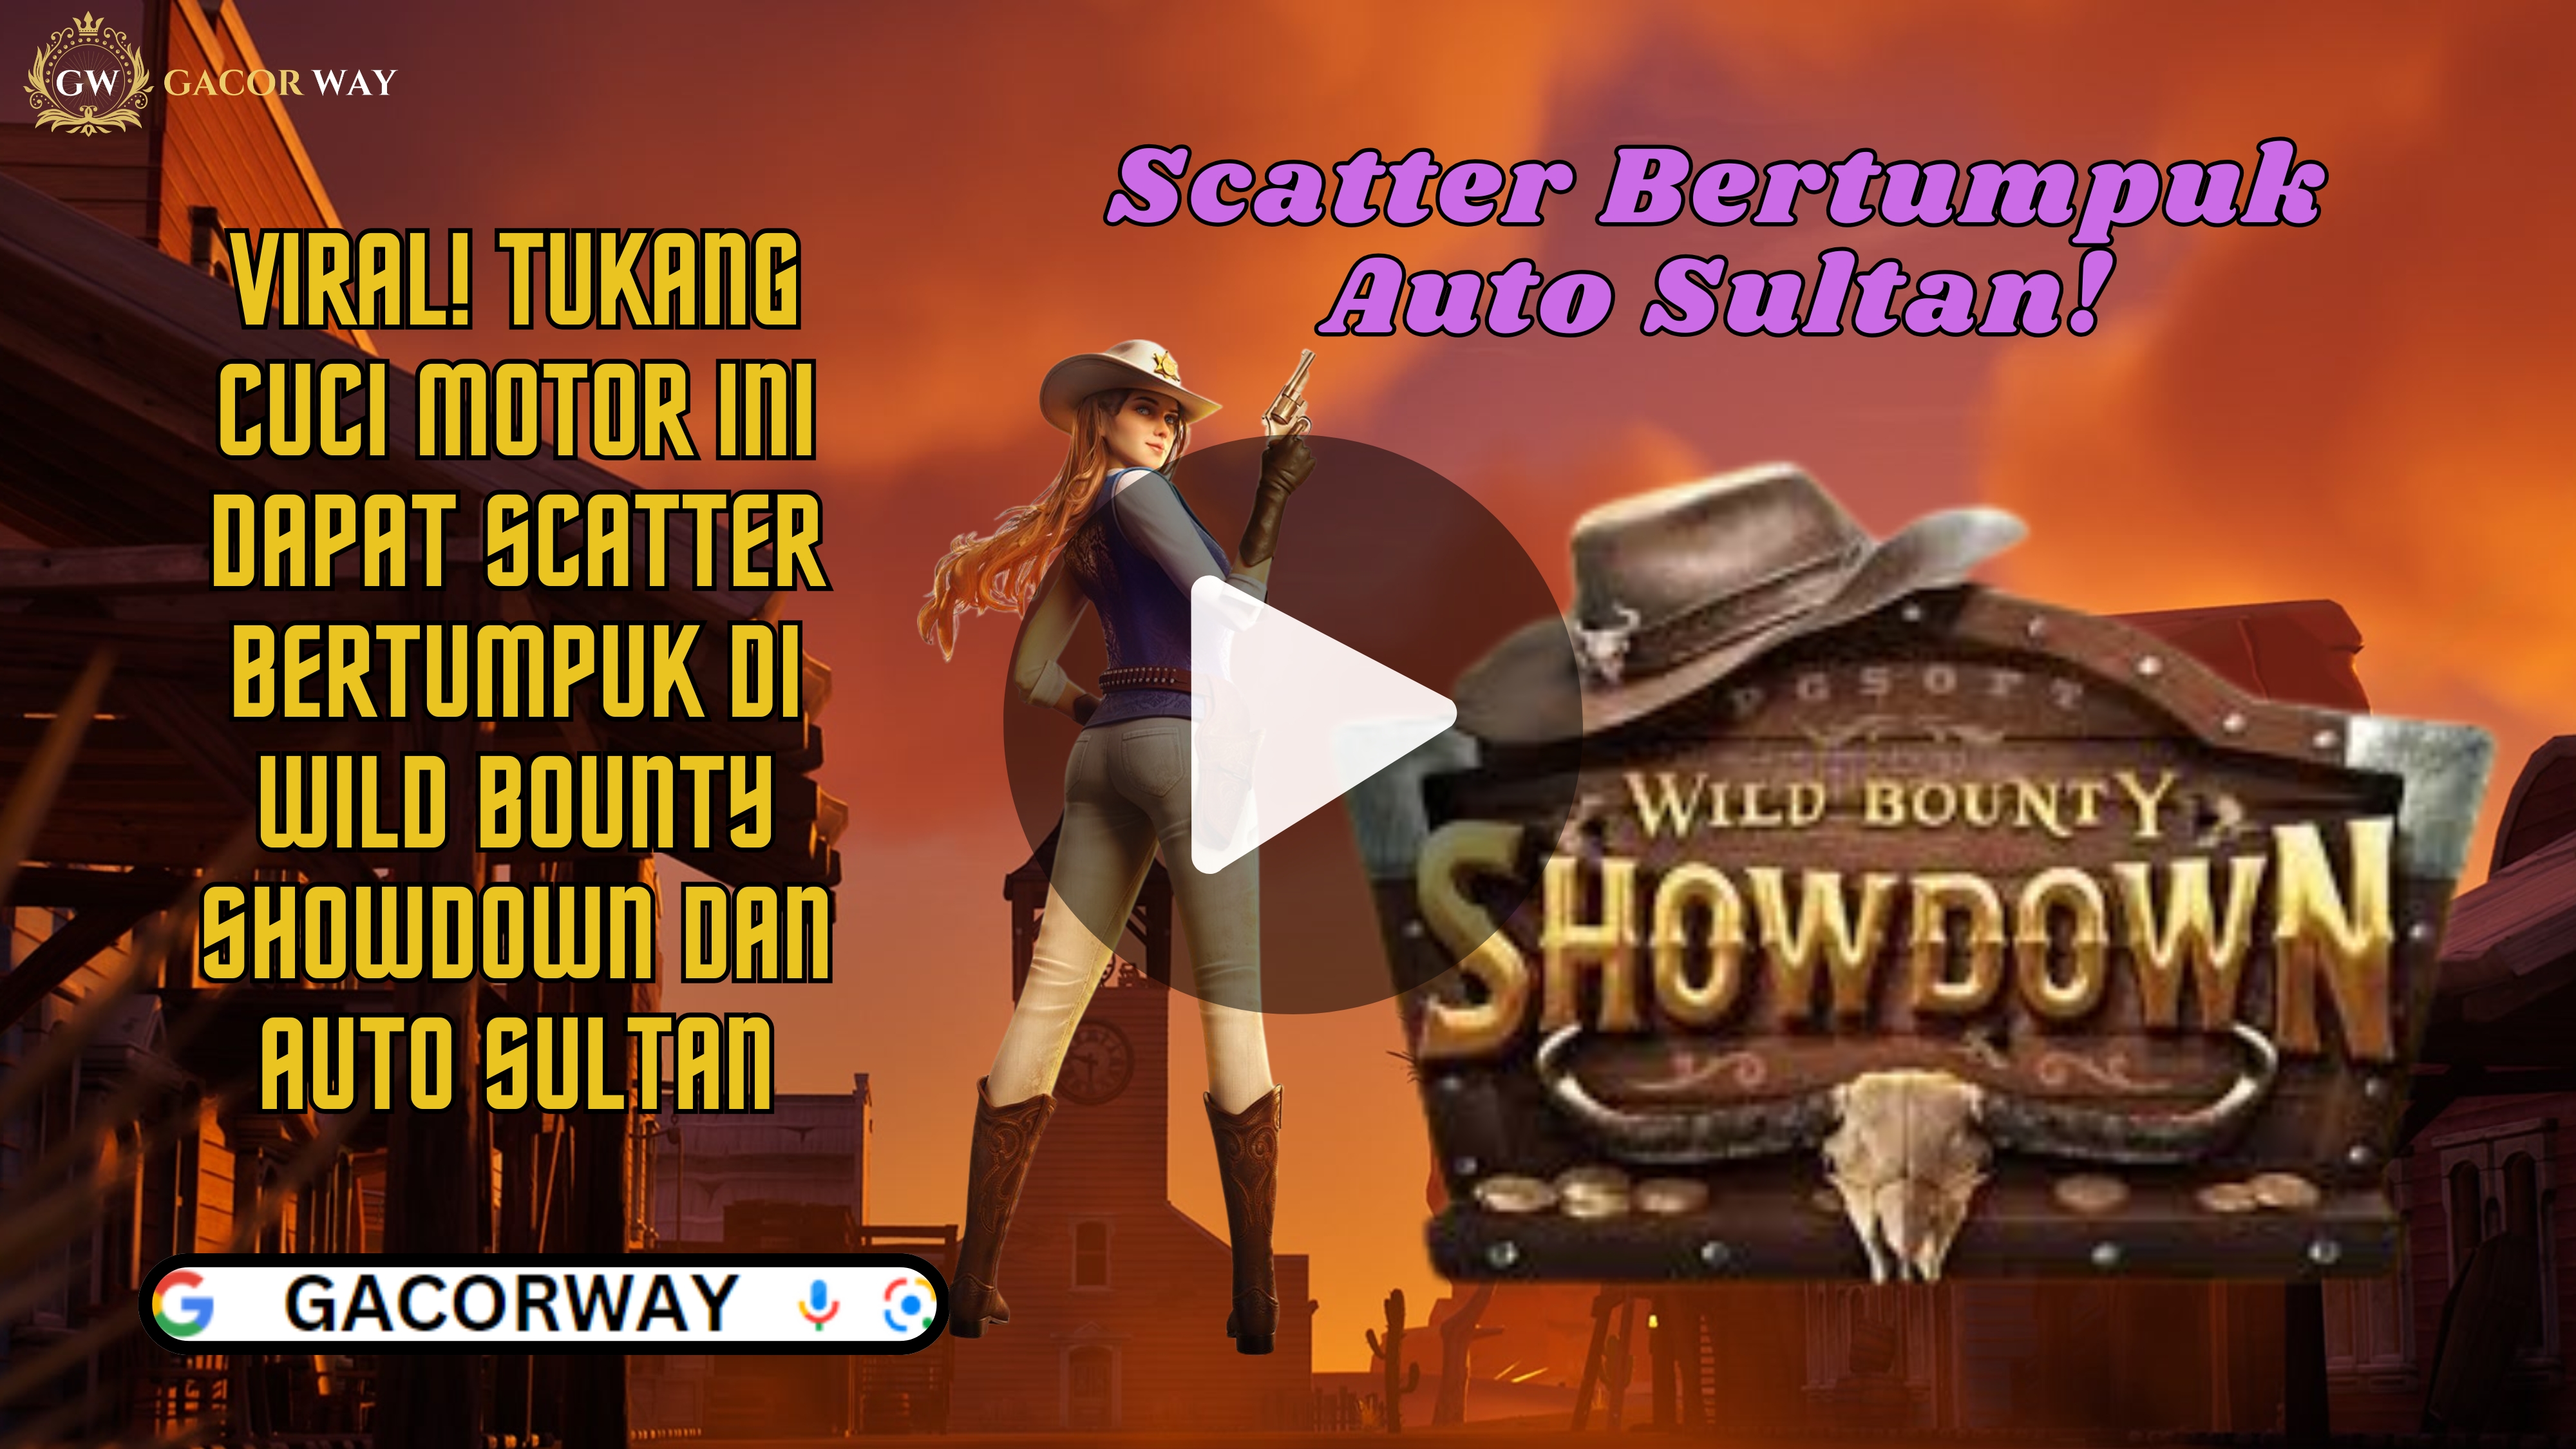 GW GACOR WAY
Scatter Bertumpuk
Auto Sultan!
VIRAL! TUKANG
CUCI MOTOR INI
DAPAT SCATTER
BERTUMPUK DI
WILD BOUNTY
SHOWDOWN DAN
AUTO SULTAN
PGSOFT
WILD BOUNTY
SHOWDOWN
G GACORWAY